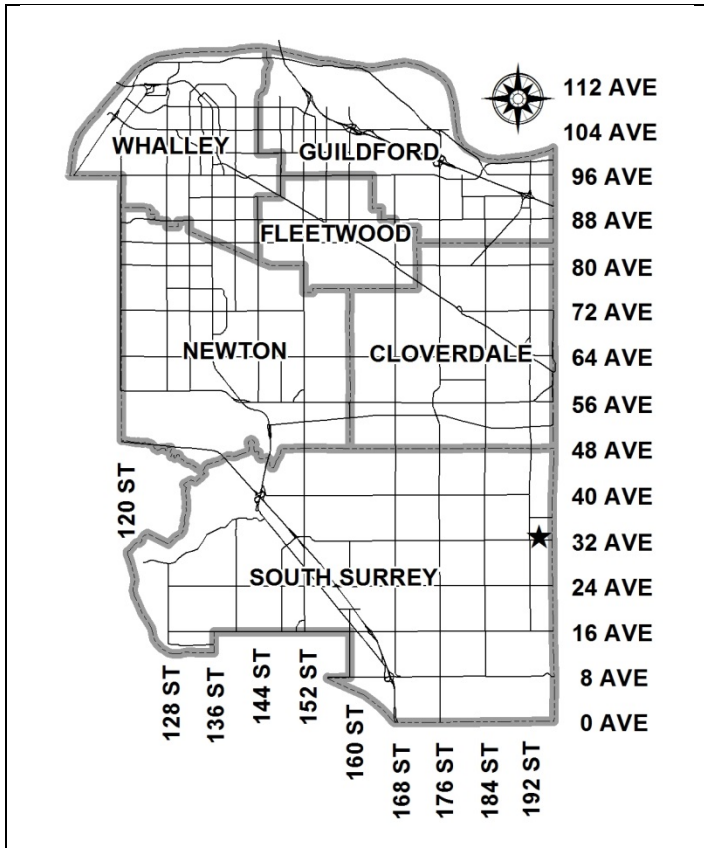 112 AVE
104 AVE
WHALLEY
GUILDFORD
96 AVE
88 AVE
FLEETWOOD
80 AVE
72 AVE
NEWTON
CLOVERDALE
64 AVE
56 AVE
48 AVE
120 ST
40 AVE
32 AVE
SOUTH SURREY
24 AVE
16 AVE
128 ST
136 ST
144 ST
152 ST
160 ST
8 AVE
0 AVE
168 ST
176 ST
184 ST
192 ST